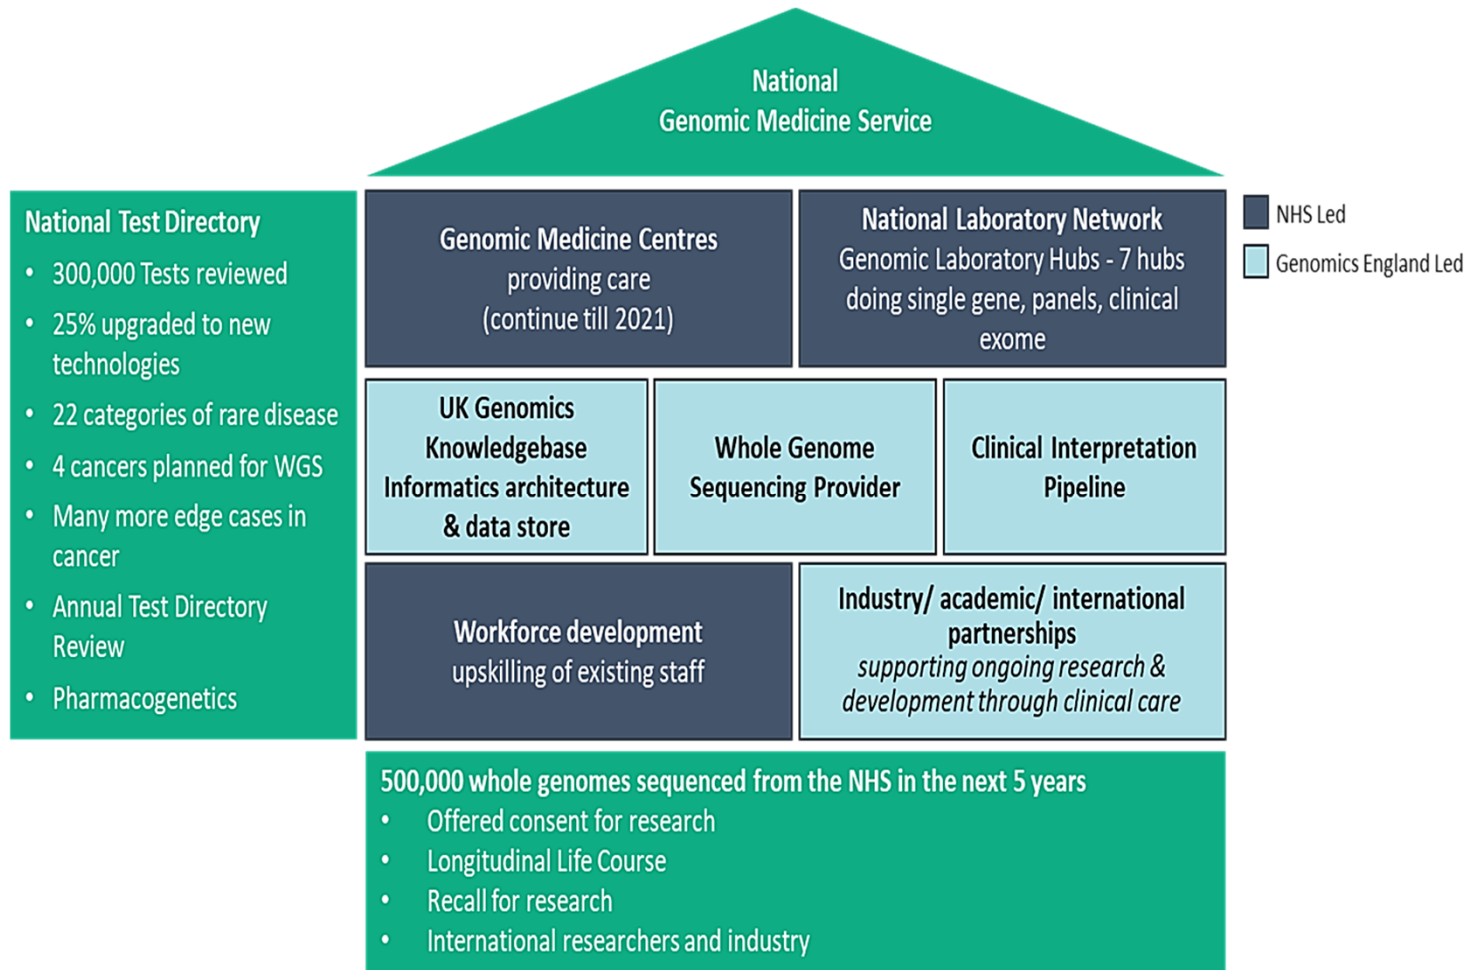 National
Genomic Medicine Service
National Test Directory
• 300,000 Tests reviewed
• 25% upgraded to new
technologies
• 22 categories of rare disease
• 4 cancers planned for WGS
• Many more edge cases in
cancer
• Annual Test Directory
Review
• Pharmacogenetics
Genomic Medicine Centres
providing care
(continue till 2021)
National Laboratory Network
Genomic Laboratory Hubs - 7 hubs
doing single gene, panels, clinical
exome
NHS Led
Genomics England Led
UK Genomics
Knowledgebase
Informatics architecture
& data store
Whole Genome
Sequencing Provider
Clinical Interpretation
Pipeline
Workforce development
upskilling of existing staff
Industry/ academic/ international
partnerships
supporting ongoing research &
development through clinical care
500,000 whole genomes sequenced from the NHS in the next 5 years
• Offered consent for research
• Longitudinal Life Course
• Recall for research
• International researchers and industry